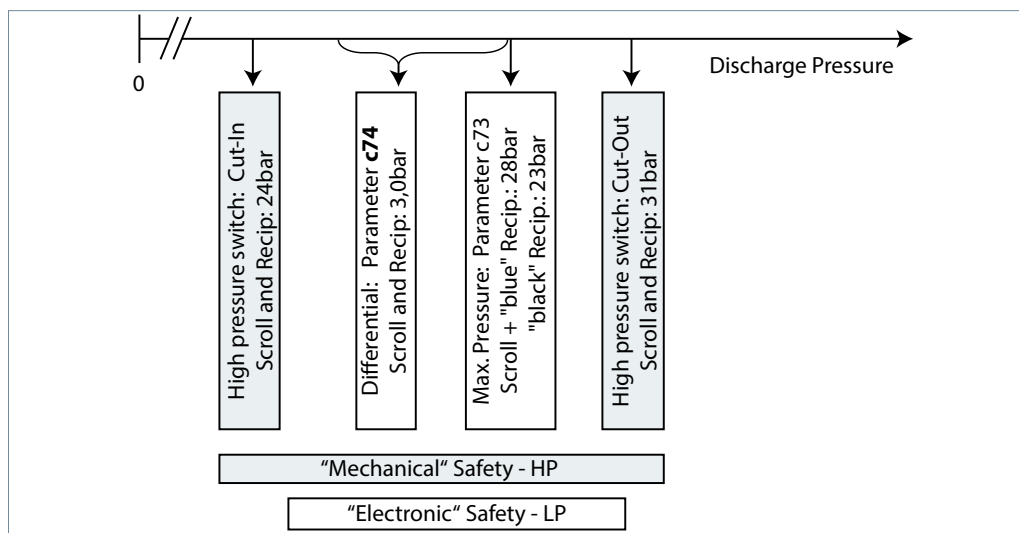 0
Discharge Pressure
High pressure switch: Cut-In
Scroll and Recip: 24bar
Differential: Parameter c74
Scroll and Recip: 3,0bar
Max. Pressure: Parameter c73
Scroll + "blue" Recip.: 28bar
"black" Recip.: 23bar
High pressure switch: Cut-Out
Scroll and Recip: 31bar
“Mechanical“ Safety - HP
“Electronic“ Safety - LP